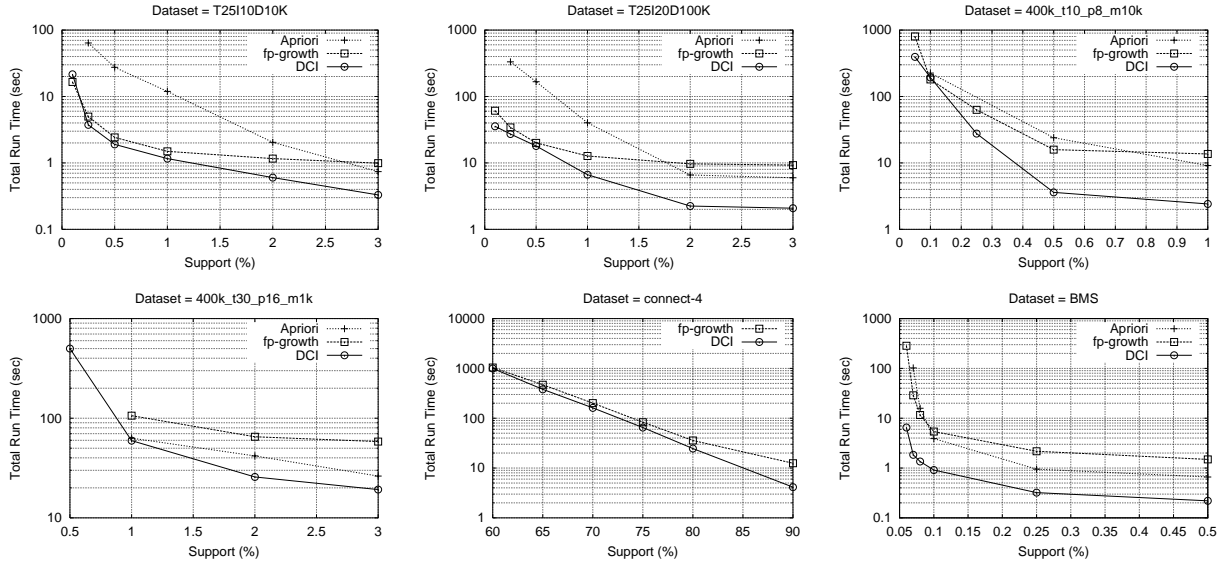 Dataset = T25I10D10K
Total Run Time (sec)
100
10
1
0.1
0 0.5 1 1.5 2 2.5 3
Support (%)
Apriori
fp-growth
DCI
Dataset = T25I20D100K
Total Run Time (sec)
1000
100
10
1
0 0.5 1 1.5 2 2.5 3
Support (%)
Apriori
fp-growth
DCI
Dataset = 400k_t10_p8_m10k
Total Run Time (sec)
1000
100
10
1
0 0.1 0.2 0.3 0.4 0.5 0.6 0.7 0.8 0.9 1
Support (%)
Apriori
fp-growth
DCI
Dataset = 400k_t30_p16_m1k
Total Run Time (sec)
1000
100
10
0.5 1 1.5 2 2.5 3
Support (%)
Apriori
fp-growth
DCI
Dataset = connect-4
Total Run Time (sec)
10000
1000
100
10
1
60 65 70 75 80 85 90
Support (%)
fp-growth
DCI
Dataset = BMS
Total Run Time (sec)
1000
100
10
1
0.1
0.05 0.1 0.15 0.2 0.25 0.3 0.35 0.4 0.45 0.5
Support (%)
Apriori
fp-growth
DCI